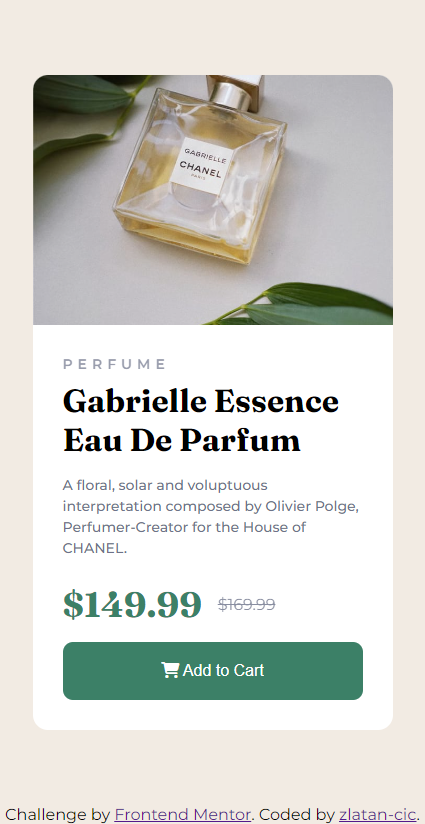 GABRIELLE
CHANEL
PARIS
PERFUME
Gabrielle Essence
Eau De Parfum
A floral, solar and voluptuous
interpretation composed by Olivier Polge,
Perfumer-Creator for the House of
CHANEL.
$149.99 $169.99
Add to Cart
Challenge by Frontend Mentor. Coded by zlatan-cic.